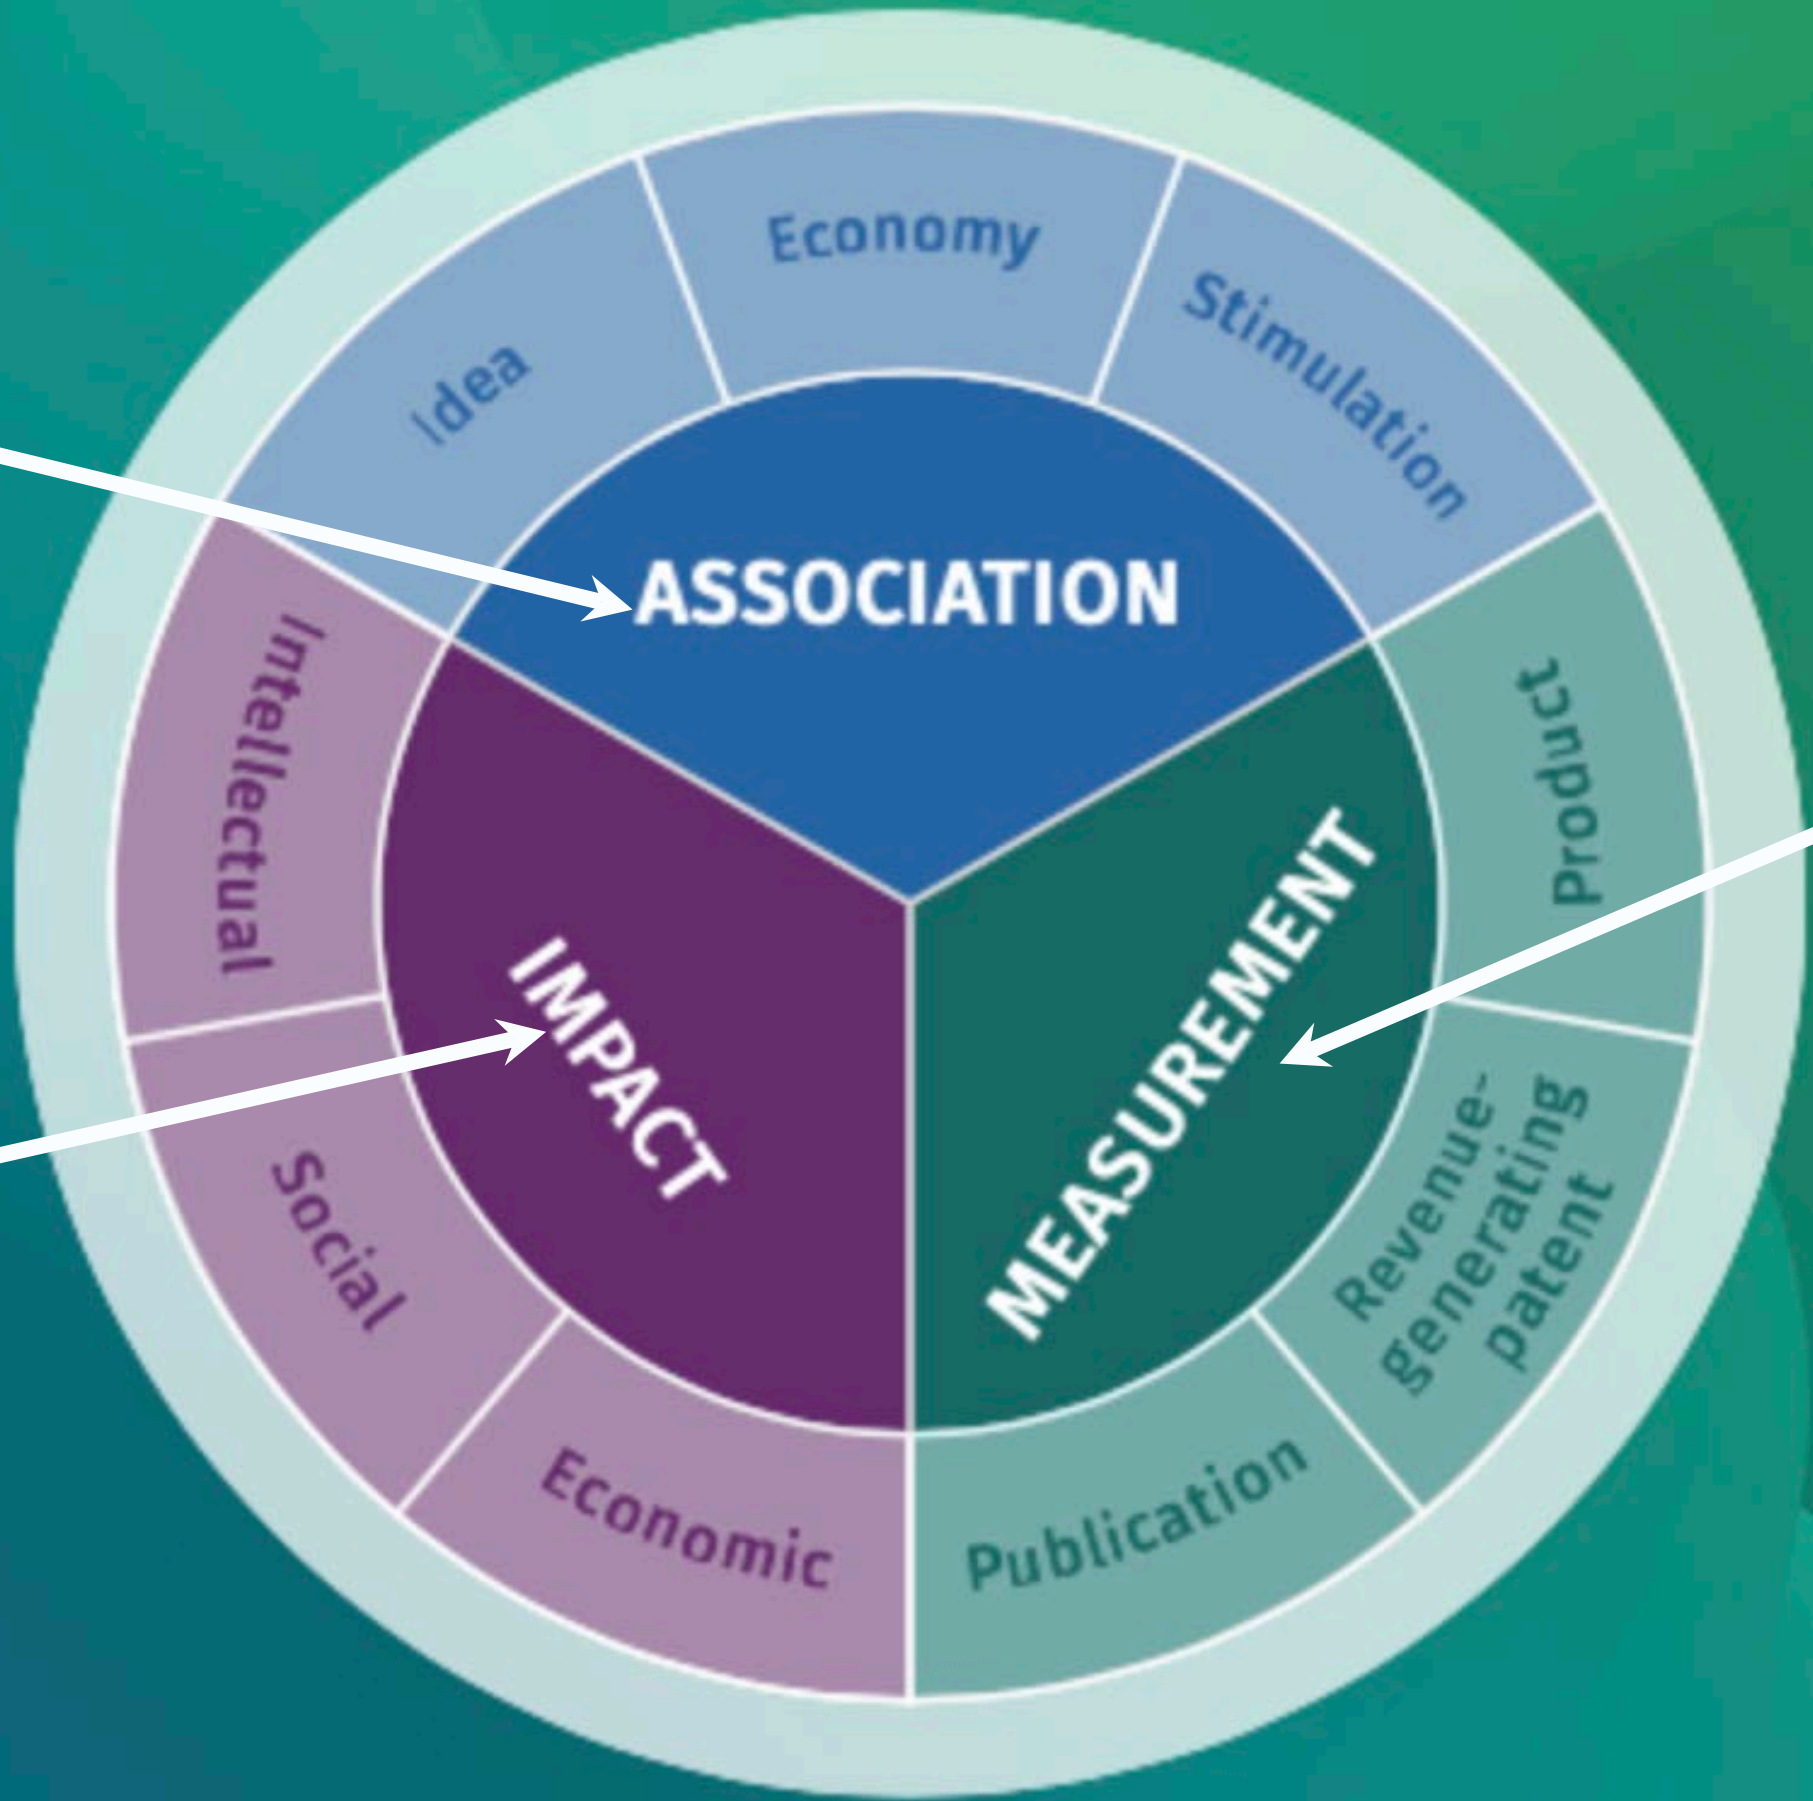 Economy
Stimulation
Idea
ASSOCIATION
Product
Intellectual
MEASUREMENT
IMPACT
Revenue-
generating
patent
Social
Economic
Publication